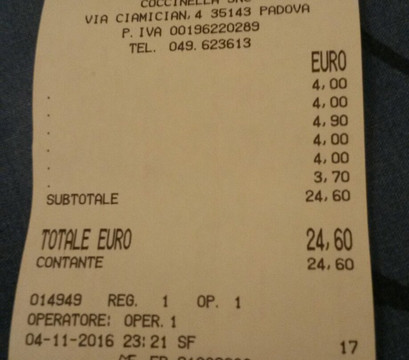 COCCINELLA SNC
VIA CIAMICIAN,4 35143 PADOVA
P.IVA 00196220289
TEL. 049.623613
EURO
4,00
. 4,00
. 4,90
. 4,00
. 4,00
. 3,70
SUBTOTALE 24,60
TOTALE EURO 24,60
CONTANTE 24,60
014949 REG. 1 OP. 1
OPERATORE: OPER.1
04-11-2016 23:21 SF 17